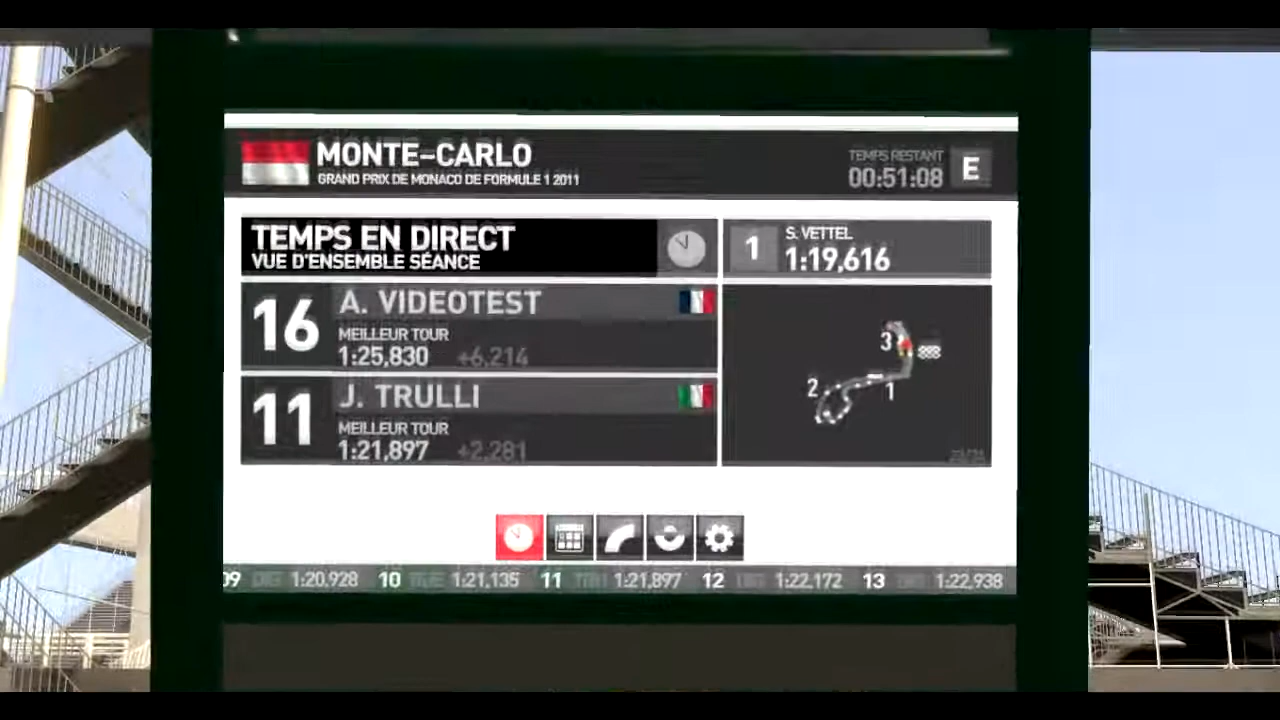 MONTE-CARLO
GRAND PRIX DE MONACO DE FORMULE 1 2011
TEMPS RESTANT
00:51:08
E
TEMPS EN DIRECT
VUE D'ENSEMBLE SÉANCE
1
S. VETTEL
1:19,616
16
A. VIDEOTEST
MEILLEUR TOUR
1:25,830 +6,214
11
J. TRULLI
MEILLEUR TOUR
1:21,897 +2,281
3
2
1
09 1:20,928 10 1:21,135 11 TRU 1:21,897 12 1:22,172 13 1:22,938